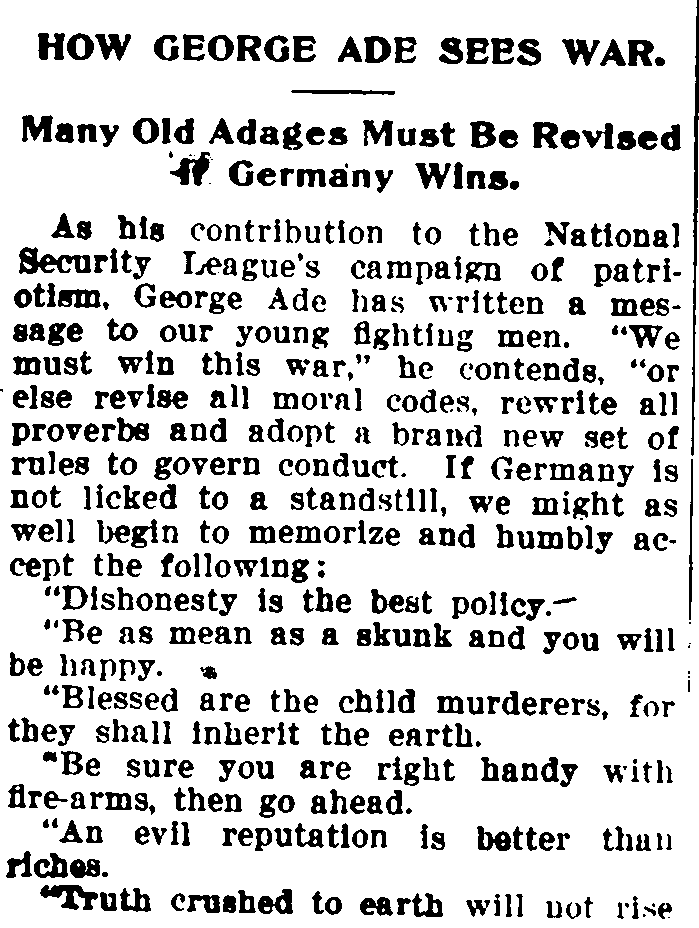 HOW GEORGE ADE SEES WAR.
Many Old Adages Must Be Revised
if Germany Wins.
As his contribution to the National
Security League's campaign of patri-
otism, George Ade has written a mes-
sage to our young fighting men. "We
must win this war," he contends, "or
else revise all moral codes, rewrite all
proverbs and adopt a brand new set of
rules to govern conduct. If Germany is
not licked to a standstill, we might as
well begin to memorize and humbly ac-
cept the following:
"Dishonesty is the best policy.
"Be as mean as a skunk and you will
be happy.
"Blessed are the child murderers, for
they shall inherit the earth.
"Be sure you are right handy with
fire-arms, then go ahead.
"An evil reputation is better than
riches.
"Truth crushed to earth will not rise